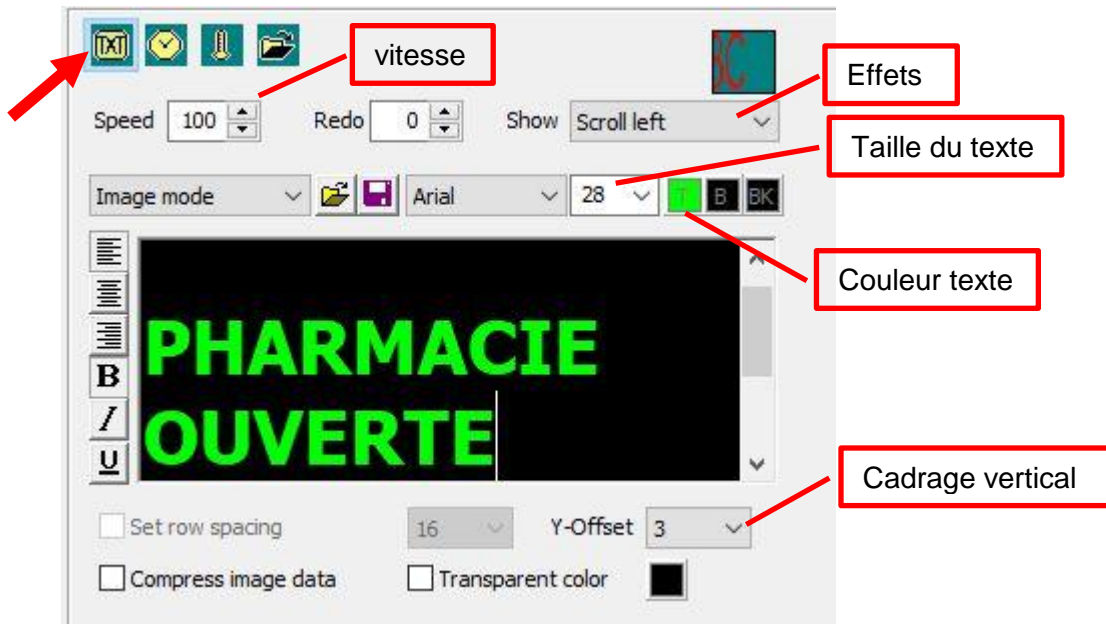 TXT
vitesse
Effets
Speed 100 Redo 0 Show Scroll left
Taille du texte
Image mode Arial 28 T B BK
Couleur texte
PHARMACIE
B
I
OUVERTE
U
Cadrage vertical
Set row spacing 16 Y-Offset 3
Compress image data Transparent color